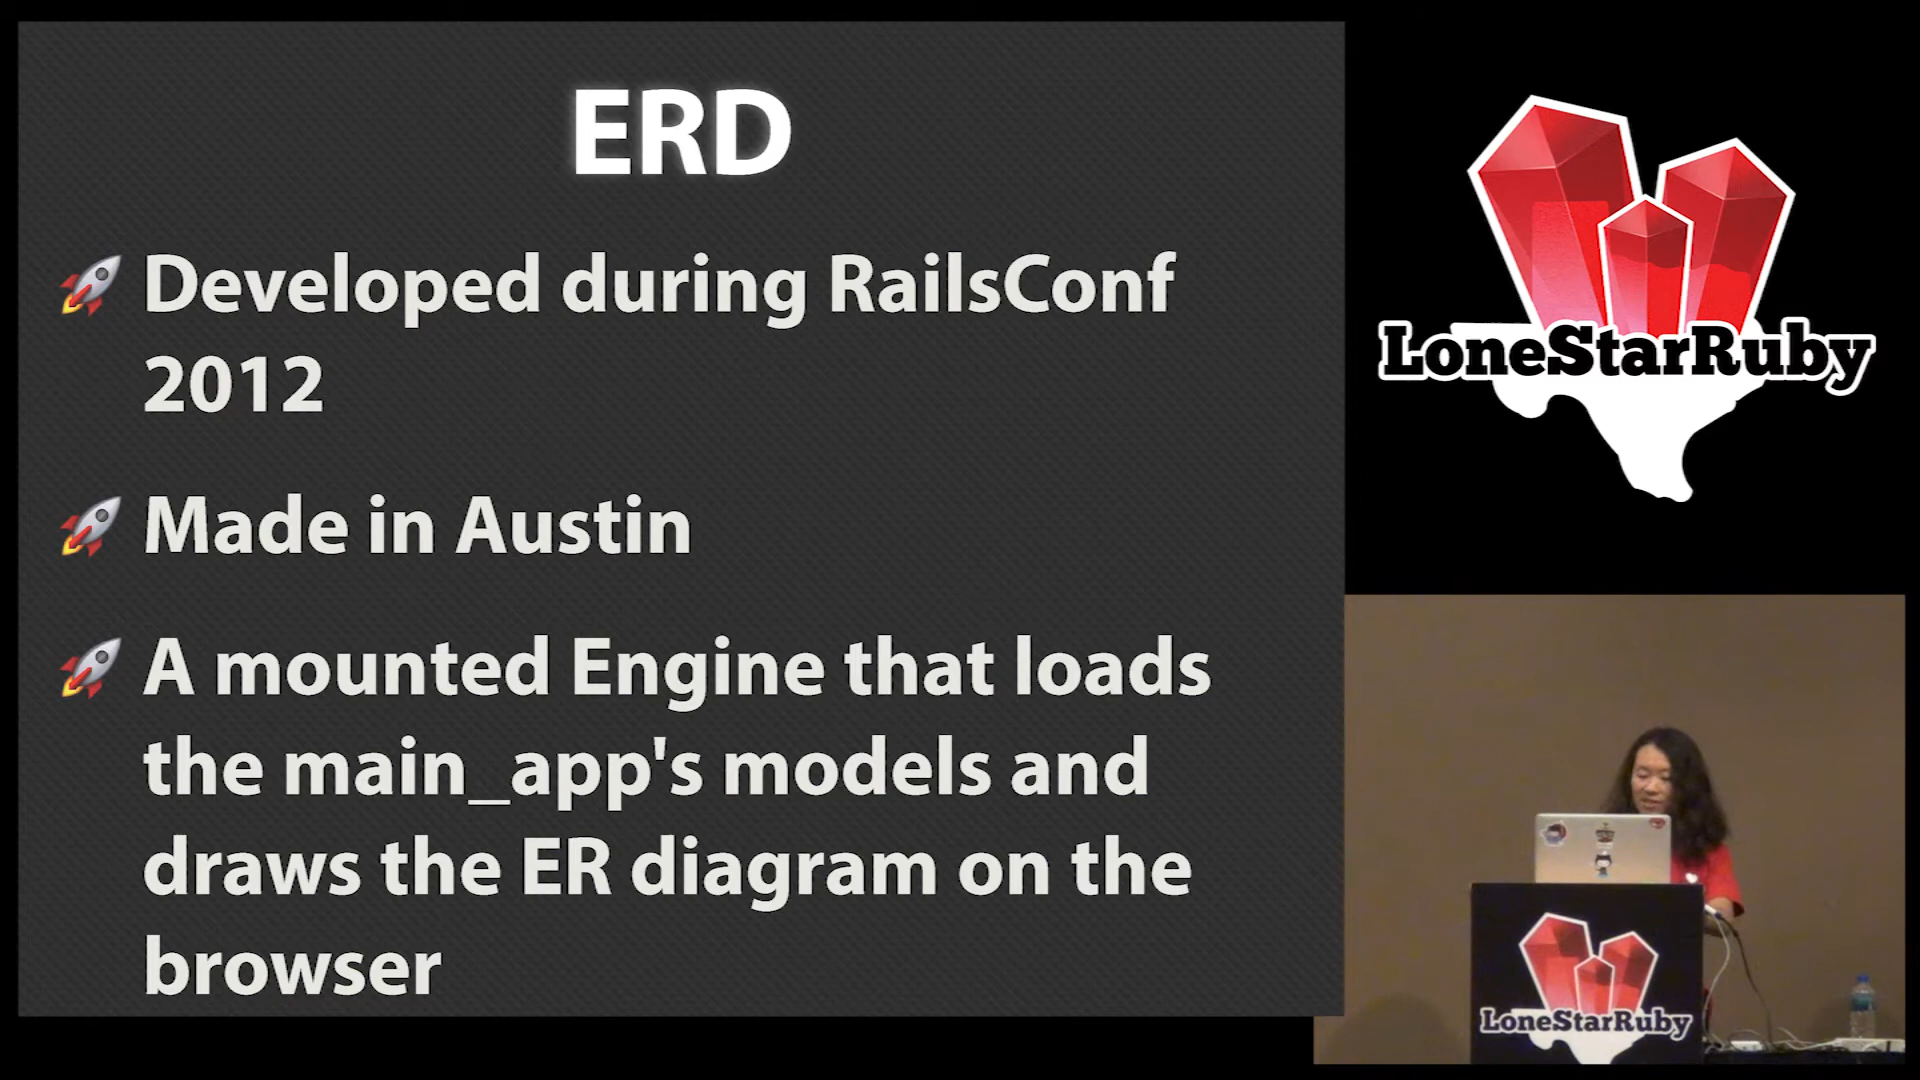 ERD
Developed during RailsConf
2012
Made in Austin
A mounted Engine that loads
the main_app's models and
draws the ER diagram on the
browser
LoneStarRuby
LoneStarRuby